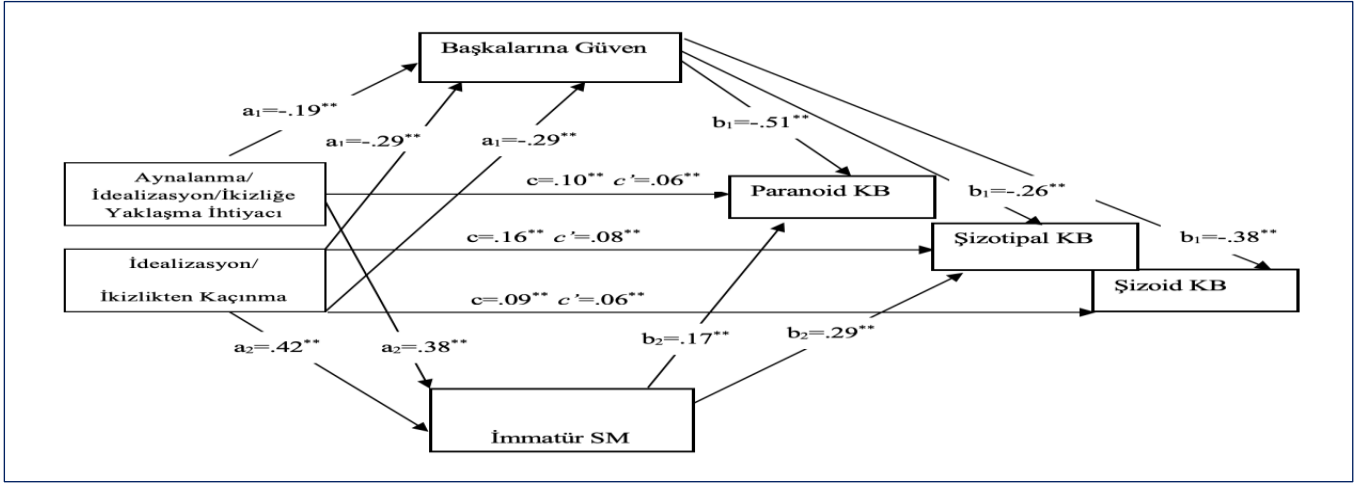 Başkalarına Güven
a₁=-.19**
a₁=-.29**
a₁=-.29**
b₁=-.51**
Aynalanma/
İdealizasyon/İkizliğe
Yaklaşma İhtiyacı
c=.10** c’=.06**
Paranoid KB
b₁=-.26**
İdealizasyon/
İkizlikten Kaçınma
c=.16** c’=.08**
Şizotipal KB
b₁=-.38**
Şizoid KB
c=.09** c’=.06**
a₂=.42**
a₂=.38**
b₂=.17**
b₂=.29**
İmmatür SM